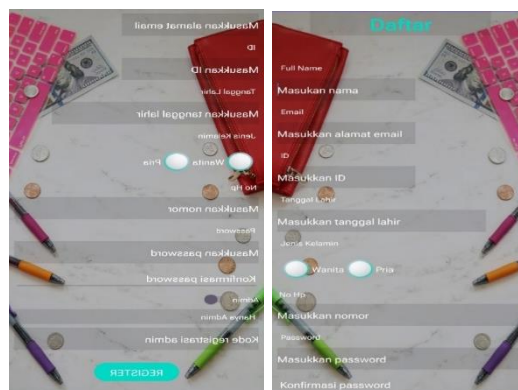 Masukkan alamat email
ID
Masukkan ID
Tanggal Lahir
Masukkan tanggal lahir
Jenis Kelamin
Wanita Pria
No Hp
Masukkan nomor
Password
Masukkan password
Konfirmasi password
Admin
Hanya Admin
Kode registrasi admin
REGISTER
Daftar
Full Name
Masukan nama
Email
Masukkan alamat email
ID
Masukkan ID
Tanggal Lahir
Masukkan tanggal lahir
Jenis Kelamin
Wanita Pria
No Hp
Masukkan nomor
Password
Masukkan password
Konfirmasi password